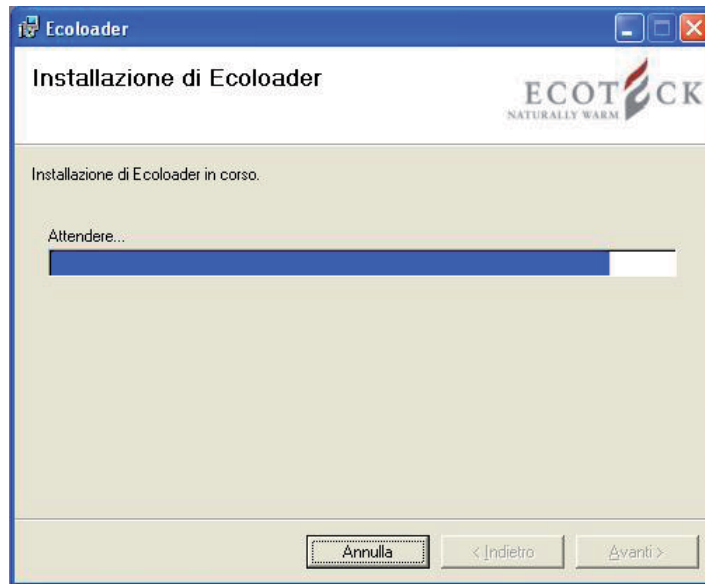 Ecoloader
Installazione di Ecoloader
ECOTECK
NATURALLY WARM
Installazione di Ecoloader in corso.
Attendere...
Annulla
< Indietro
Avanti >